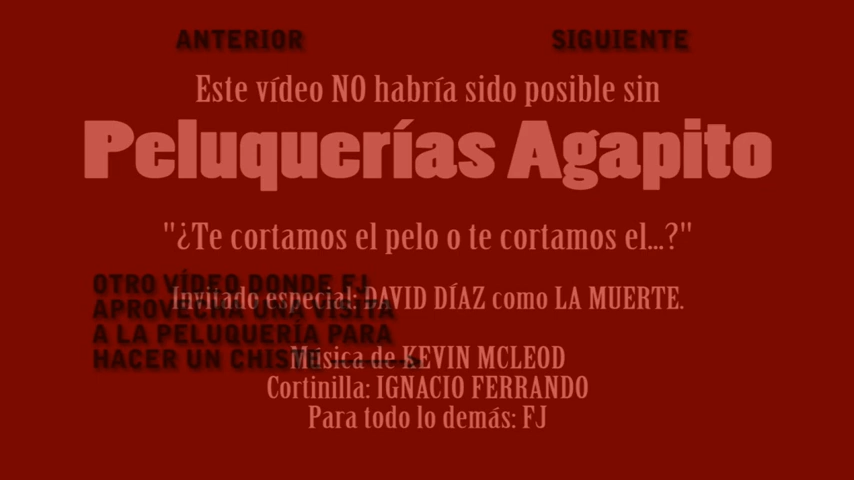 ANTERIOR SIGUIENTE
Este vídeo NO habría sido posible sin
Peluquerías Agapito
"¿Te cortamos el pelo o te cortamos el...?"
OTRO VÍDEO DONDE FJ
APROVECHA UNA VISITA
A LA PELUQUERÍA PARA
HACER UN CHISTE
Invitado especial: DAVID DÍAZ como LA MUERTE.
Música de KEVIN MCLEOD
Cortinilla: IGNACIO FERRANDO
Para todo lo demás: FJ